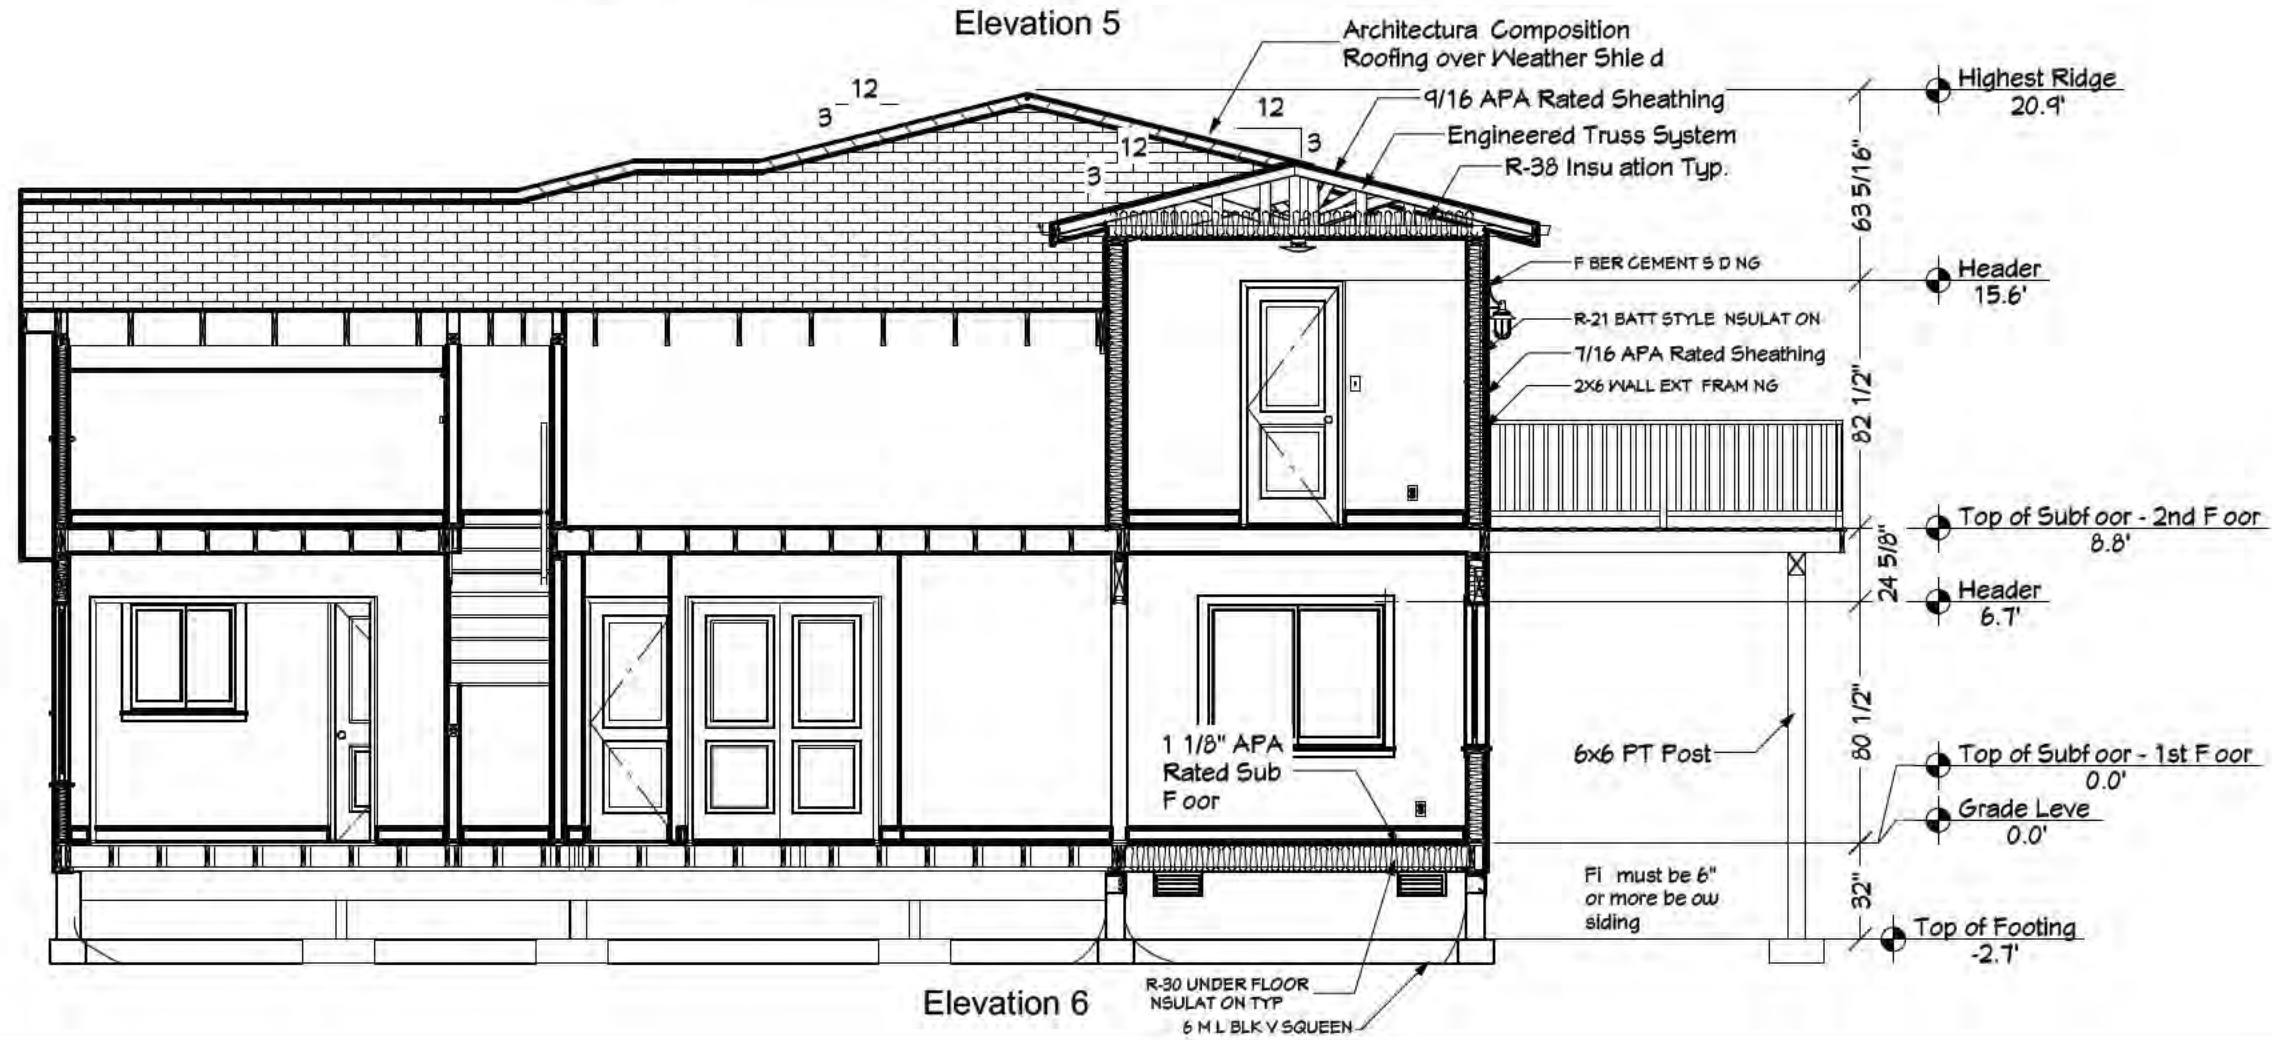 Elevation 5
Architectura Composition
Roofing over Weather Shie d
9/16 APA Rated Sheathing
Engineered Truss System
R-38 Insu ation Typ.
12
3
12
3
12
3
Highest Ridge
20.9'
63 5/16"
F BER CEMENT S D NG
Header
15.6'
R-21 BATT STYLE NSULAT ON
7/16 APA Rated Sheathing
2X6 WALL EXT FRAM NG
82 1/2"
Top of Subf oor - 2nd F oor
8.8'
24 5/8"
Header
6.7'
80 1/2"
1 1/8" APA
Rated Sub
F oor
6x6 PT Post
Top of Subf oor - 1st F oor
0.0'
Grade Leve
0.0'
Fi must be 6"
or more be ow
siding
32"
Top of Footing
-2.7'
R-30 UNDER FLOOR
NSULAT ON TYP
6 M L BLK V SQUEEN
Elevation 6